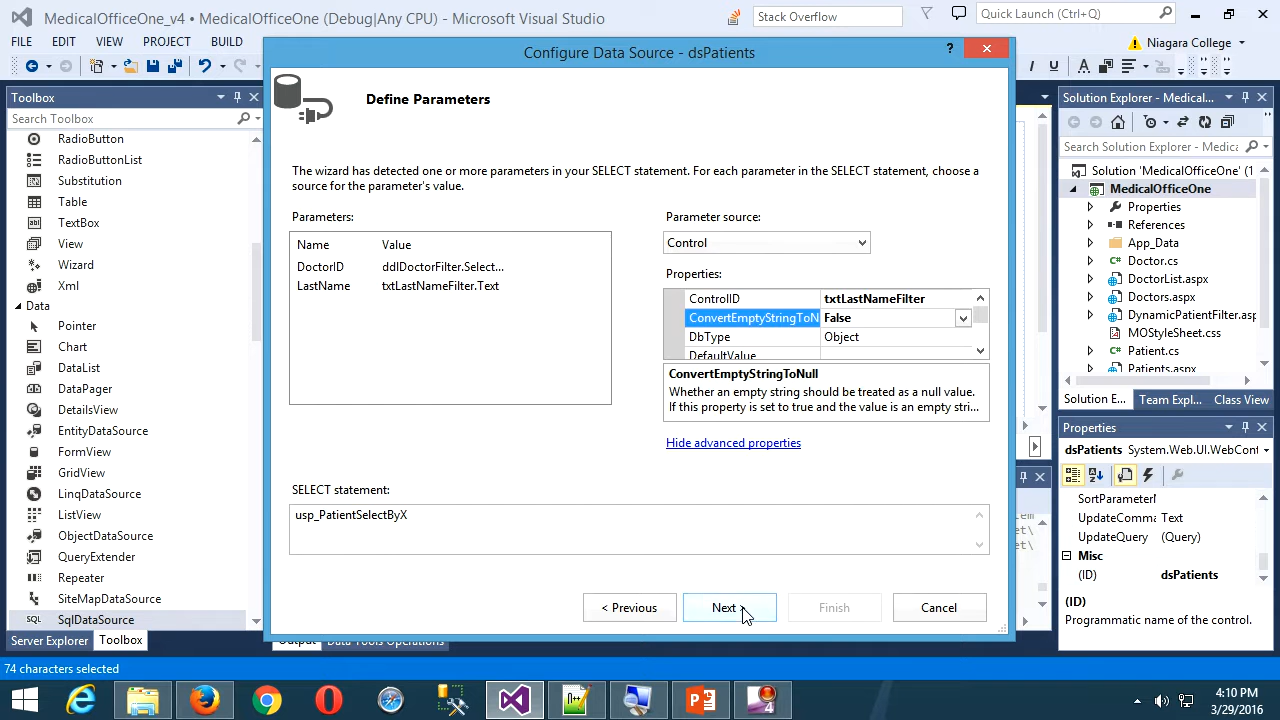 MedicalOfficeOne_v4 • MedicalOfficeOne (Debug|Any CPU) - Microsoft Visual Studio
Stack Overflow
Quick Launch (Ctrl+Q)
FILE EDIT VIEW PROJECT BUILD
Niagara College
Configure Data Source - dsPatients
?
Toolbox
Search Toolbox
RadioButton
RadioButtonList
Substitution
Table
TextBox
View
Wizard
Xml
Data
Pointer
Chart
DataList
DataPager
DetailsView
EntityDataSource
FormView
GridView
LinqDataSource
ListView
ObjectDataSource
QueryExtender
Repeater
SiteMapDataSource
SQL SqlDataSource
Server Explorer Toolbox
Define Parameters
The wizard has detected one or more parameters in your SELECT statement. For each parameter in the SELECT statement, choose a
source for the parameter's value.
Parameters:
Name Value
DoctorID ddlDoctorFilter.Select...
LastName txtLastNameFilter.Text
Parameter source:
Control
Properties:
ControlID txtLastNameFilter
ConvertEmptyStringToN False
DbType Object
DefaultValue
ConvertEmptyStringToNull
Whether an empty string should be treated as a null value.
If this property is set to true and the value is an empty stri...
Hide advanced properties
SELECT statement:
usp_PatientSelectByX
< Previous Next > Finish Cancel
Output Data Tools Operations
Solution Explorer - Medical...
Search Solution Explorer - Medica
Solution 'MedicalOfficeOne' (1
MedicalOfficeOne
Properties
References
App_Data
Doctor.cs
DoctorList.aspx
Doctors.aspx
DynamicPatientFilter.asp
MOStyleSheet.css
Patient.cs
Patients.aspx
Solution E... Team Expl... Class View
Properties
dsPatients System.Web.UI.WebCont
SortParameterN
UpdateComma Text
UpdateQuery (Query)
Misc
(ID) dsPatients
(ID)
Programmatic name of the control.
74 characters selected
4:10 PM
3/29/2016